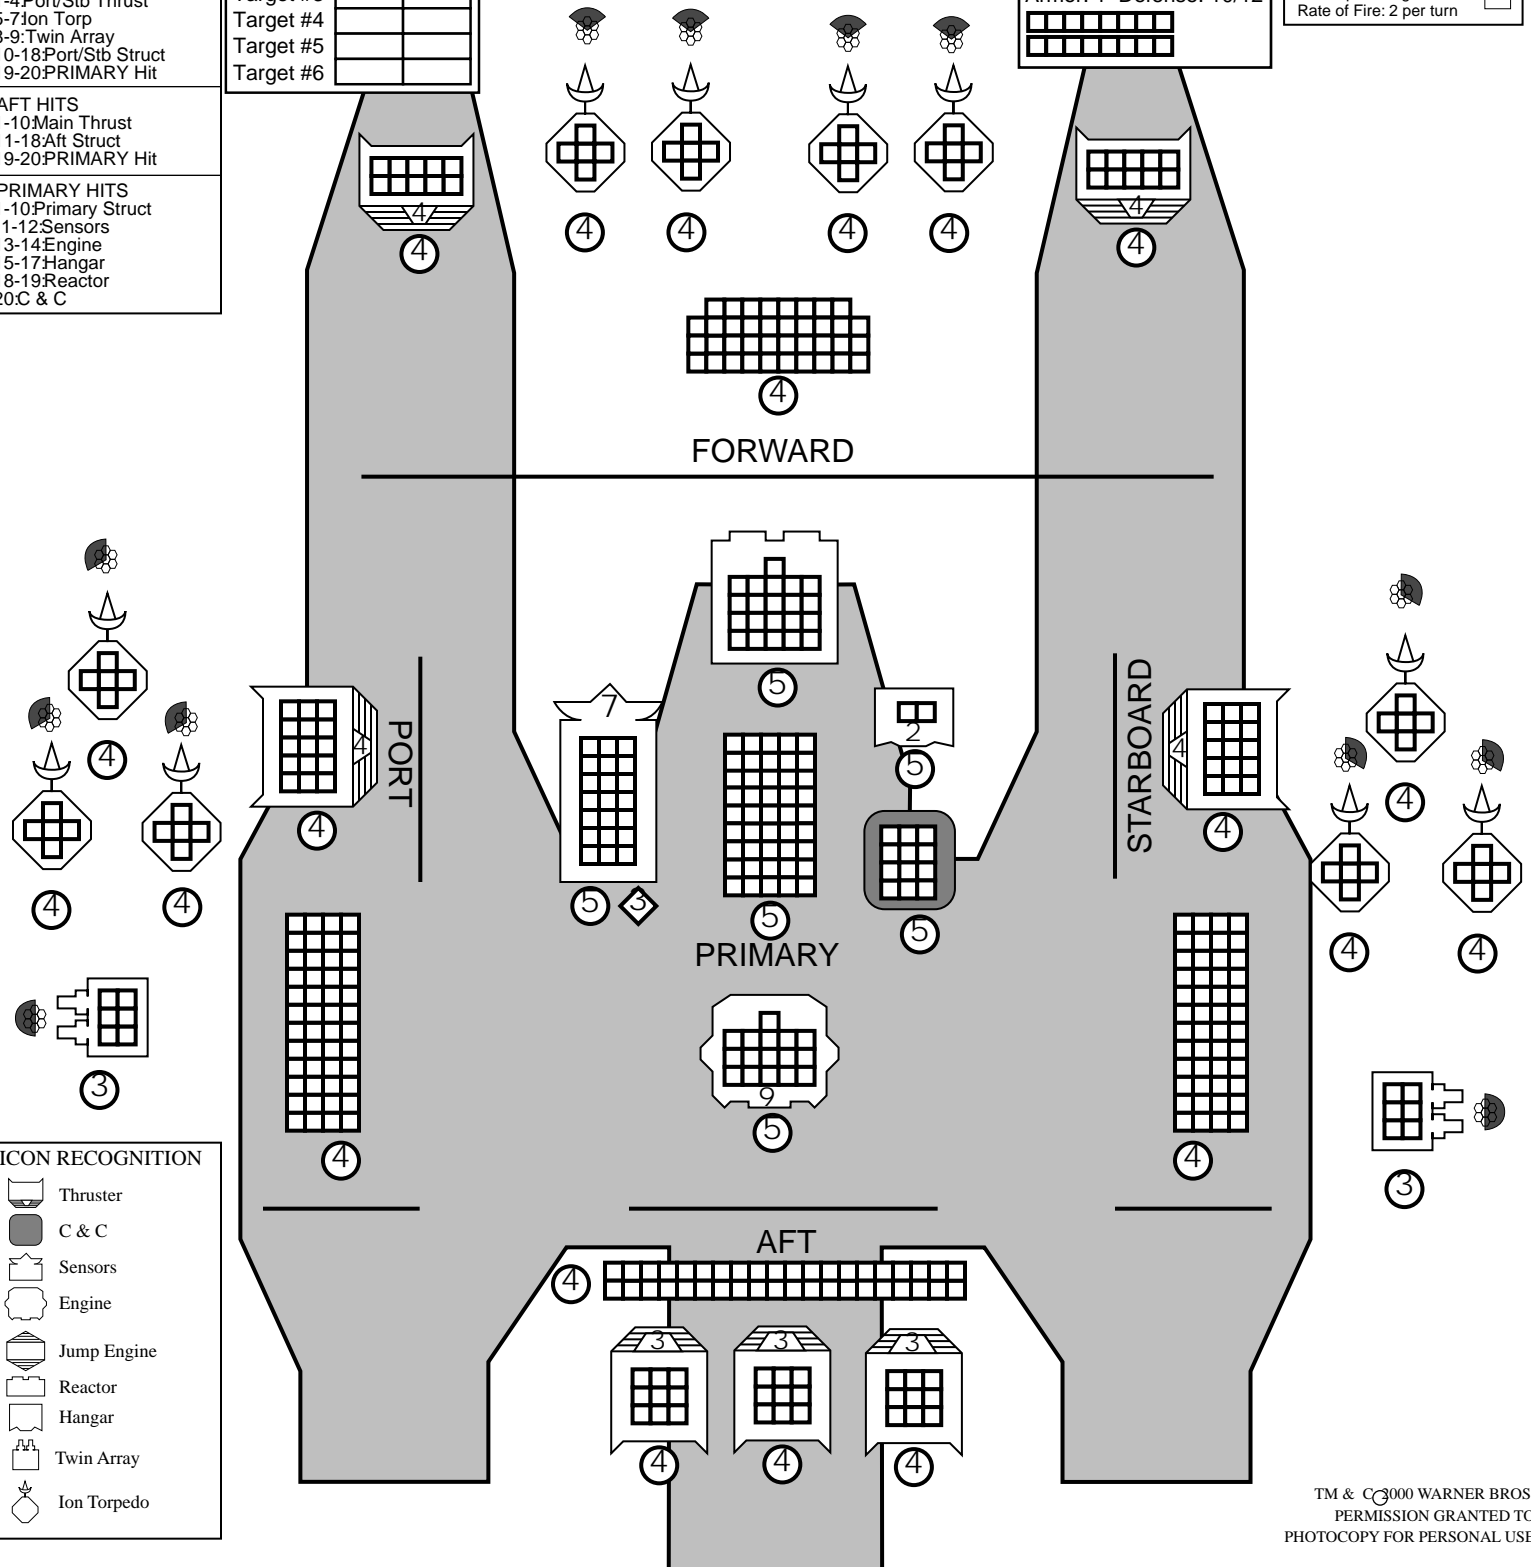 -4:Port/Stb Thrust
5-7:Ion Torp
8-9:Twin Array
0-18:Port/Stb Struct
9-20:PRIMARY Hit
AFT HITS
-10:Main Thrust
1-18:Aft Struct
9-20:PRIMARY Hit
PRIMARY HITS
-10:Primary Struct
1-12:Sensors
3-14:Engine
5-17:Hangar
8-19:Reactor
20:C & C
Target #4
Target #5
Target #6
Rate of Fire: 2 per turn
4
4
4
4
4
4
4
4
4
FORWARD
5
7
2
5
PORT
STARBOARD
4
4
4
4
4
4
4
4
4
4
5
3
5
5
4
4
PRIMARY
3
9
5
4
4
3
ICON RECOGNITION
Thruster
C & C
Sensors
Engine
Jump Engine
Reactor
Hangar
Twin Array
Ion Torpedo
AFT
4
3
3
3
4
4
4
TM & C 2000 WARNER BROS
PERMISSION GRANTED TO
PHOTOCOPY FOR PERSONAL USE